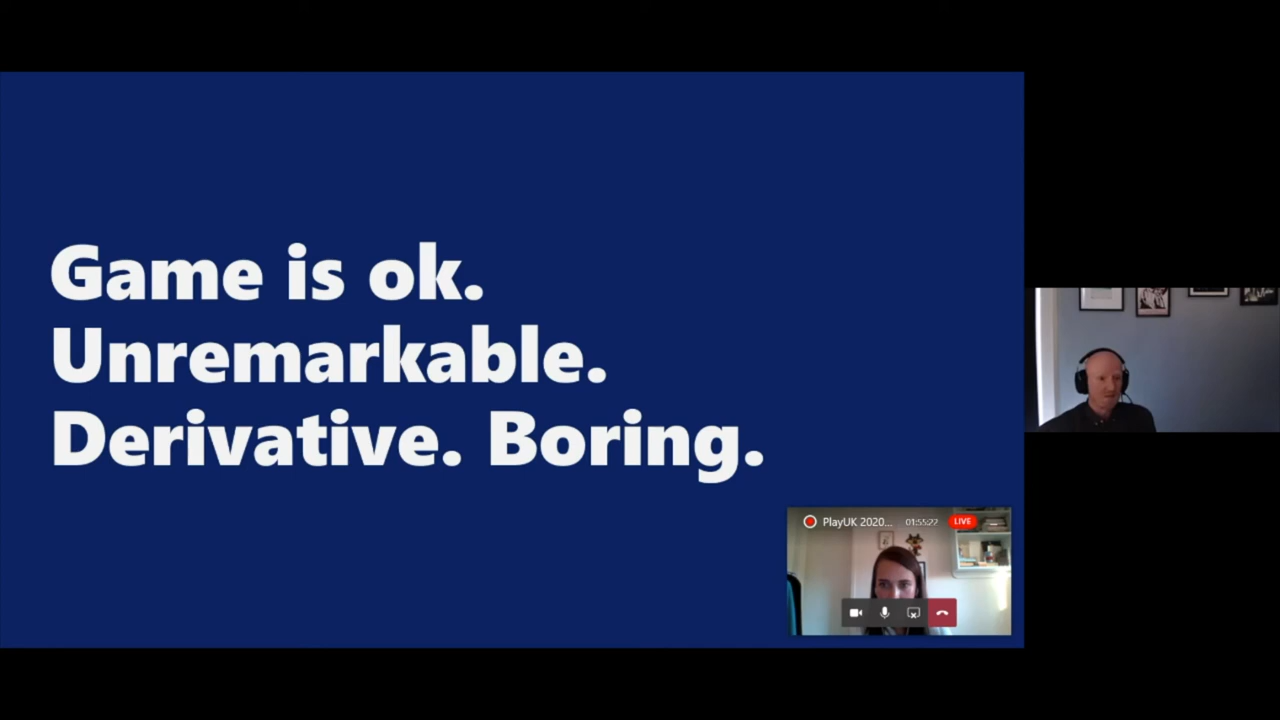 Game is ok.
Unremarkable.
Derivative. Boring.
PlayUK 2020... 01:55:27 LIVE